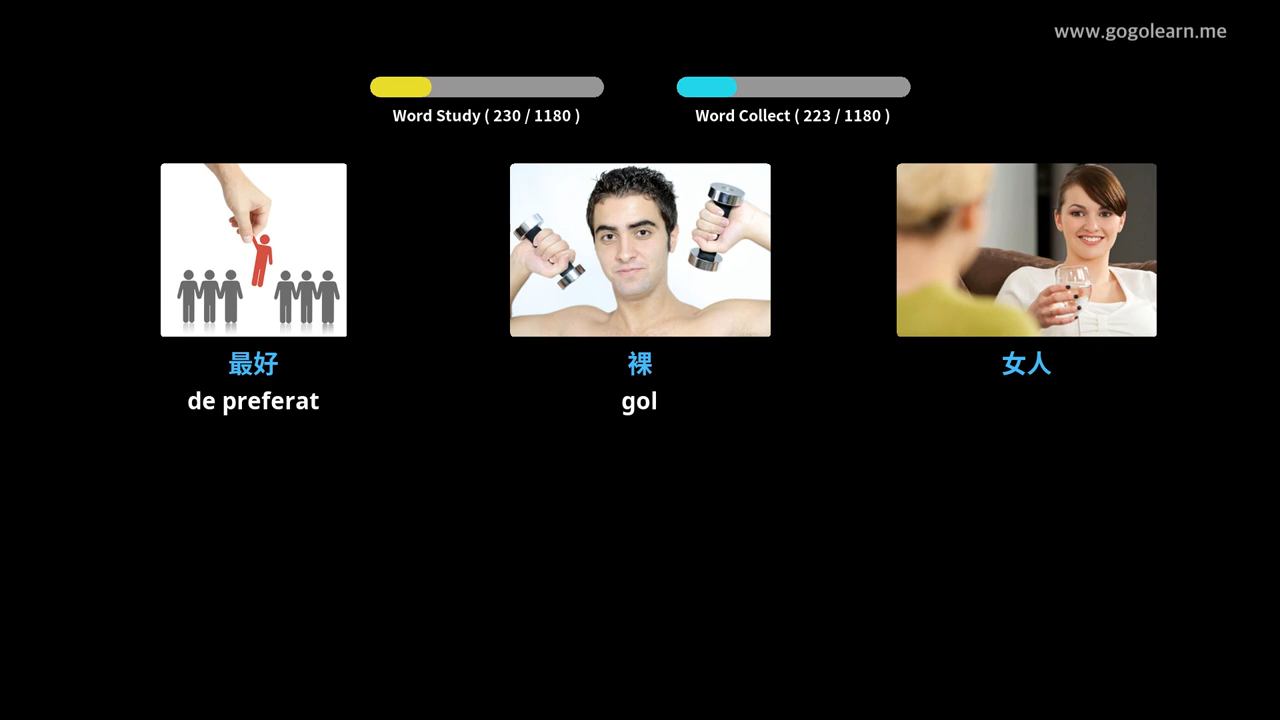 www.gogolearn.me
Word Study ( 230 / 1180 )
Word Collect ( 223 / 1180 )
最好
de preferat
裸
gol
女人